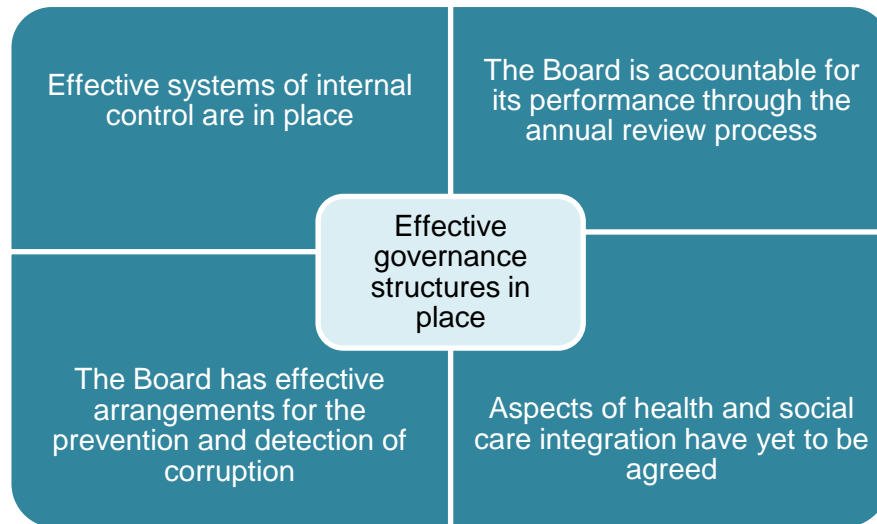 Effective systems of internal
control are in place
The Board is accountable for
its performance through the
annual review process
Effective
governance
structures in
place
The Board has effective
arrangements for the
prevention and detection of
corruption
Aspects of health and social
care integration have yet to be
agreed